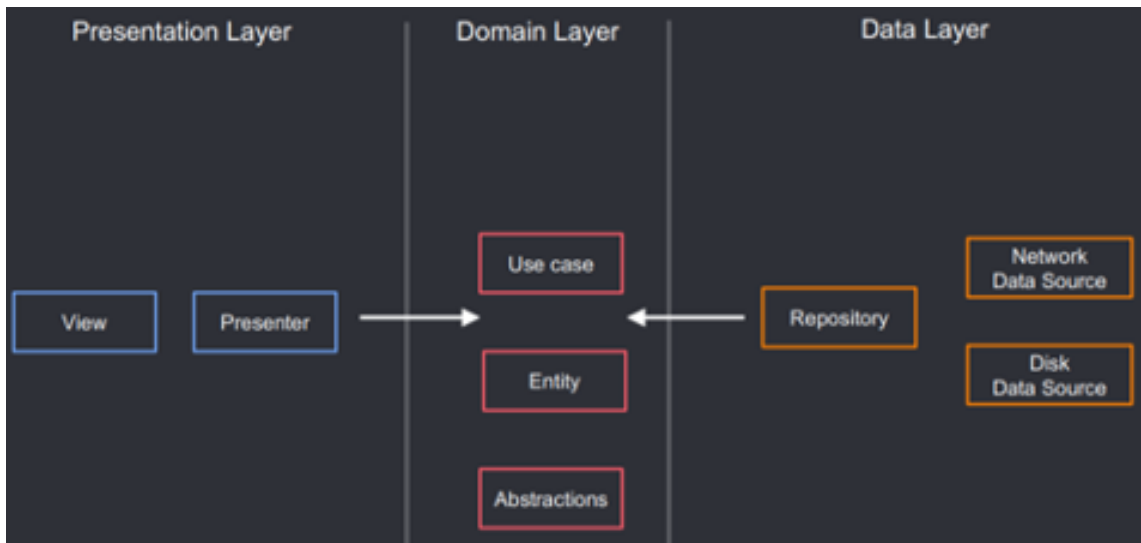 Presentation Layer
Domain Layer
Data Layer
View
Presenter
Use case
Entity
Abstractions
Repository
Network
Data Source
Disk
Data Source